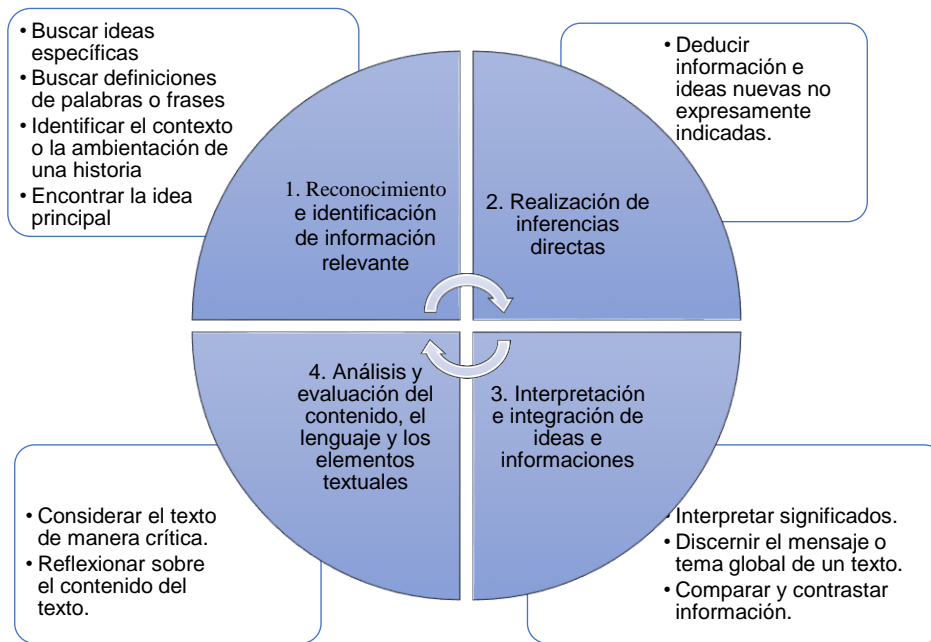 • Buscar ideas
específicas
• Buscar definiciones
de palabras o frases
• Identificar el contexto
o la ambientación de
una historia
• Encontrar la idea
principal
1. Reconocimiento
e identificación
de información
relevante
• Deducir
información e
ideas nuevas no
expresamente
indicadas.
2. Realización de
inferencias
directas
3. Interpretación
e integración de
ideas e
informaciones
• Interpretar significados.
• Discernir el mensaje o
tema global de un texto.
• Comparar y contrastar
información.
4. Análisis y
evaluación del
contenido, el
lenguaje y los
elementos
textuales
• Considerar el texto
de manera crítica.
• Reflexionar sobre
el contenido del
texto.